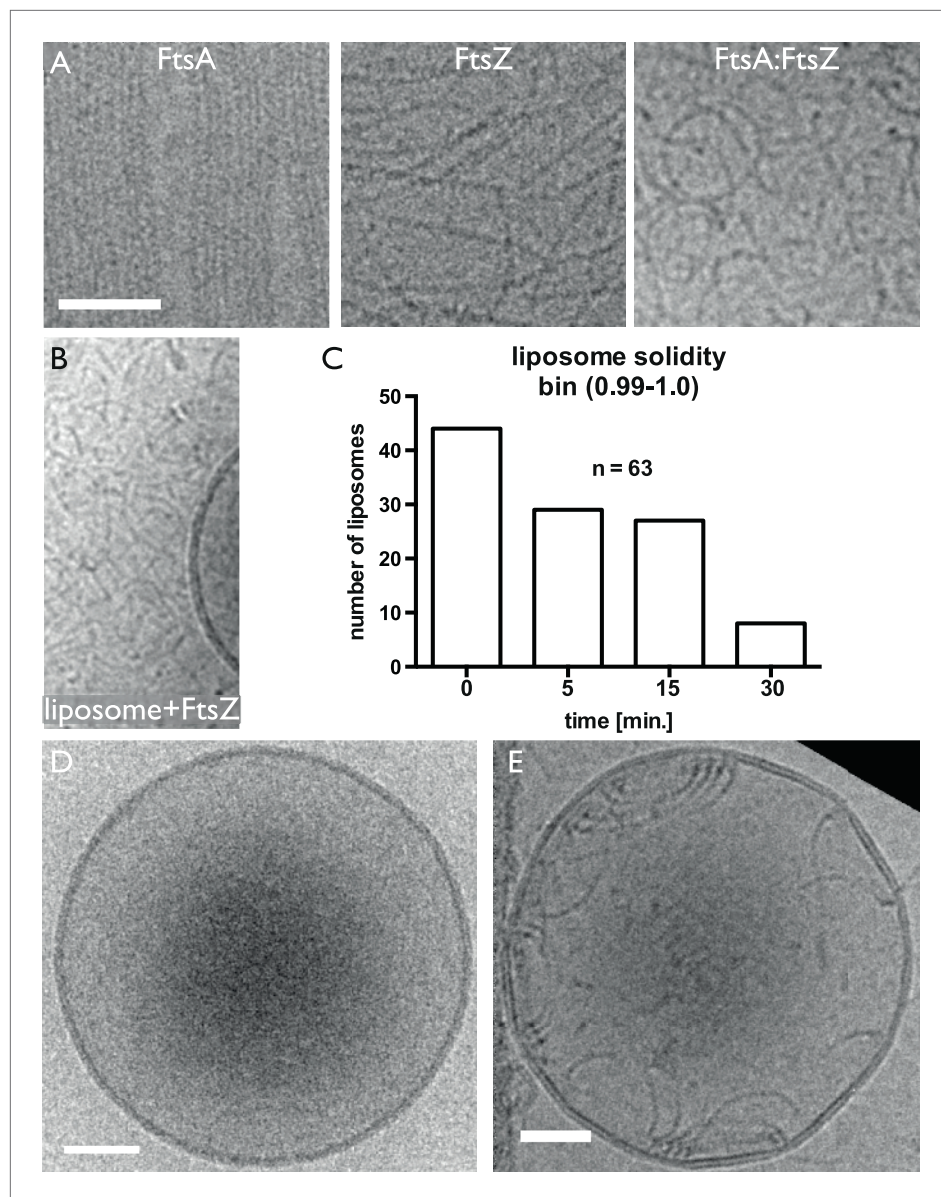 A
FtsA
FtsZ
FtsA:FtsZ
B
liposome+FtsZ
C
liposome solidity
bin (0.99-1.0)
number of liposomes
50
40
30
20
10
0
n = 63
0
5
15
30
time [min.]
D
E